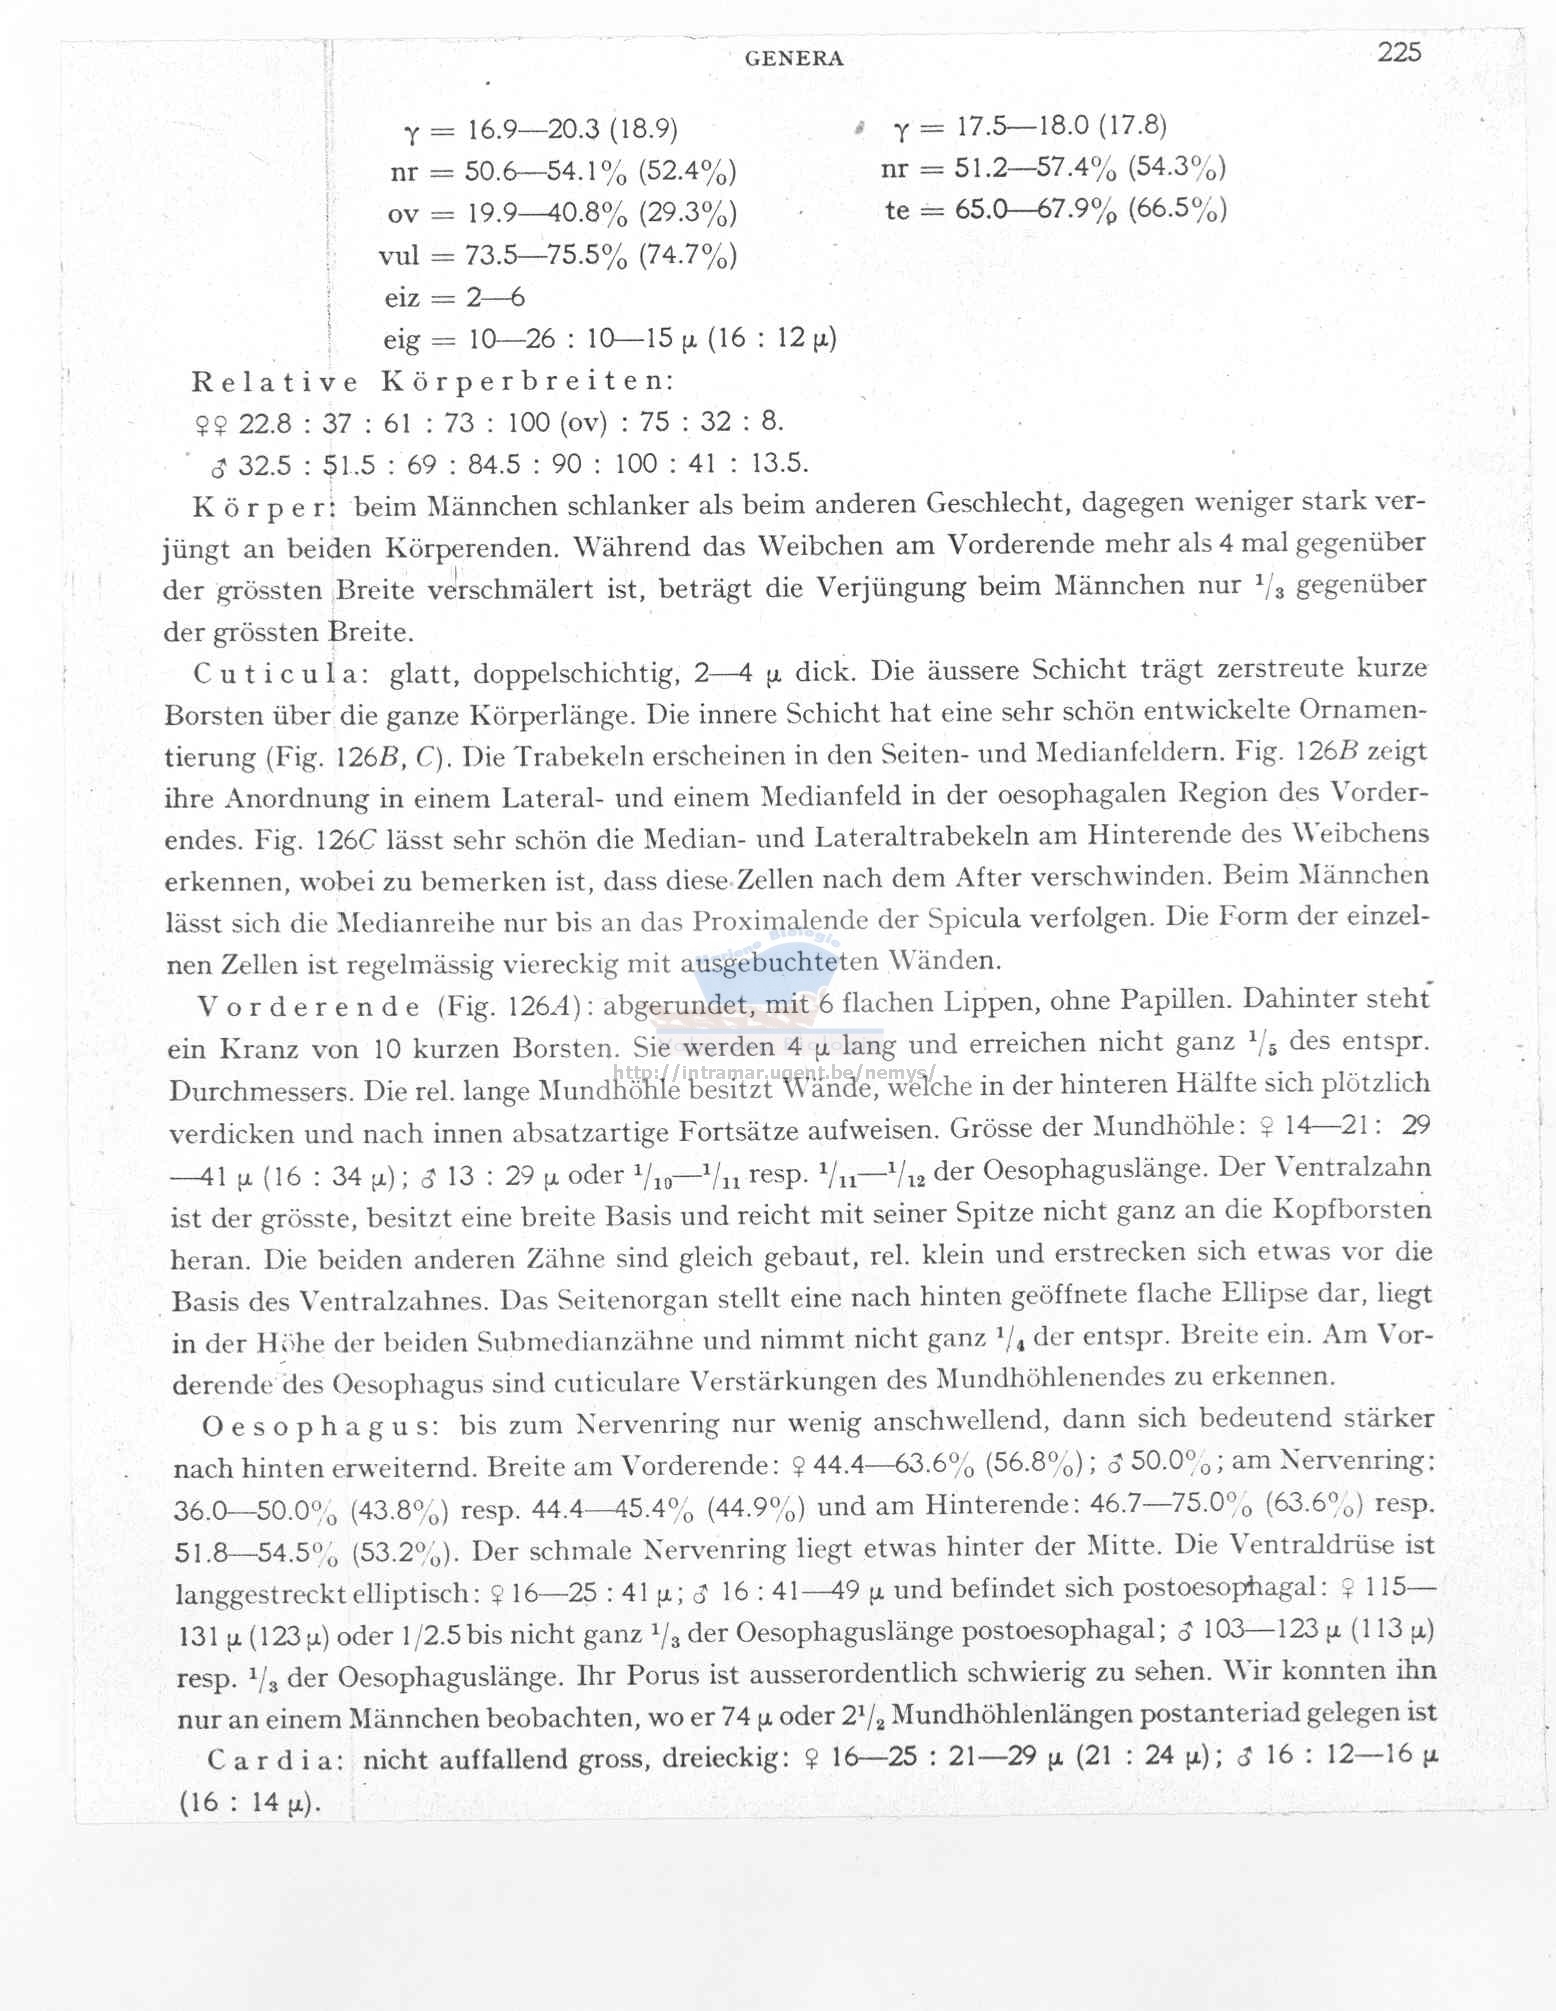 GENERA 225
γ = 16.9—20.3 (18.9) γ = 17.5—18.0 (17.8)
nr = 50.6—54.1% (52.4%) nr = 51.2—57.4% (54.3%)
ov = 19.9—40.8% (29.3%) te = 65.0—67.9% (66.5%)
vul = 73.5—75.5% (74.7%)
eiz = 2—6
eig = 10—26 : 10—15 μ (16 : 12 μ)
Relative Körperbreiten:
♀♀ 22.8 : 37 : 61 : 73 : 100 (ov) : 75 : 32 : 8.
♂ 32.5 : 51.5 : 69 : 84.5 : 90 : 100 : 41 : 13.5.
Körper: beim Männchen schlanker als beim anderen Geschlecht, dagegen weniger stark ver-
jüngt an beiden Körperenden. Während das Weibchen am Vorderende mehr als 4 mal gegenüber
der grössten Breite verschmälert ist, beträgt die Verjüngung beim Männchen nur 1/3 gegenüber
der grössten Breite.
Cuticula: glatt, doppelschichtig, 2—4 μ dick. Die äussere Schicht trägt zerstreute kurze
Borsten über die ganze Körperlänge. Die innere Schicht hat eine sehr schön entwickelte Ornamen-
tierung (Fig. 126B, C). Die Trabekeln erscheinen in den Seiten- und Medianfeldern. Fig. 126B zeigt
ihre Anordnung in einem Lateral- und einem Medianfeld in der oesophagalen Region des Vorder-
endes. Fig. 126C lässt sehr schön die Median- und Lateraltrabekeln am Hinterende des Weibchens
erkennen, wobei zu bemerken ist, dass diese Zellen nach dem After verschwinden. Beim Männchen
lässt sich die Medianreihe nur bis an das Proximalende der Spicula verfolgen. Die Form der einzel-
nen Zellen ist regelmässig viereckig mit ausgebuchteten Wänden.
Vorderende (Fig. 126A): abgerundet, mit 6 flachen Lippen, ohne Papillen. Dahinter steht
ein Kranz von 10 kurzen Borsten. Sie werden 4 μ lang und erreichen nicht ganz 1/5 des entspr.
http://intramar.ugent.be/nemys/
Durchmessers. Die rel. lange Mundhöhle besitzt Wände, welche in der hinteren Hälfte sich plötzlich
verdicken und nach innen absatzartige Fortsätze aufweisen. Grösse der Mundhöhle: ♀ 14—21: 29
—41 μ (16 : 34 μ); ♂ 13 : 29 μ oder 1/10—1/11 resp. 1/11—1/12 der Oesophaguslänge. Der Ventralzahn
ist der grösste, besitzt eine breite Basis und reicht mit seiner Spitze nicht ganz an die Kopfborsten
heran. Die beiden anderen Zähne sind gleich gebaut, rel. klein und erstrecken sich etwas vor die
Basis des Ventralzahnes. Das Seitenorgan stellt eine nach hinten geöffnete flache Ellipse dar, liegt
in der Höhe der beiden Submedianzähne und nimmt nicht ganz 1/4 der entspr. Breite ein. Am Vor-
derende des Oesophagus sind cuticulare Verstärkungen des Mundhöhlenendes zu erkennen.
Oesophagus: bis zum Nervenring nur wenig anschwellend, dann sich bedeutend stärker
nach hinten erweiternd. Breite am Vorderende: ♀ 44.4—63.6% (56.8%); ♂ 50.0%; am Nervenring:
36.0—50.0% (43.8%) resp. 44.4—45.4% (44.9%) und am Hinterende: 46.7—75.0% (63.6%) resp.
51.8—54.5% (53.2%). Der schmale Nervenring liegt etwas hinter der Mitte. Die Ventraldrüse ist
langgestreckt elliptisch: ♀ 16—25 : 41 μ; ♂ 16 : 41—49 μ und befindet sich postoesophagal: ♀ 115—
131 μ (123 μ) oder 1/2.5 bis nicht ganz 1/3 der Oesophaguslänge postoesophagal; ♂ 103—123 μ (113 μ)
resp. 1/3 der Oesophaguslänge. Ihr Porus ist ausserordentlich schwierig zu sehen. Wir konnten ihn
nur an einem Männchen beobachten, wo er 74 μ oder 2 1/2 Mundhöhlenlängen postanteriad gelegen ist
Cardia: nicht auffallend gross, dreieckig: ♀ 16—25 : 21—29 μ (21 : 24 μ); ♂ 16 : 12—16 μ
(16 : 14 μ).